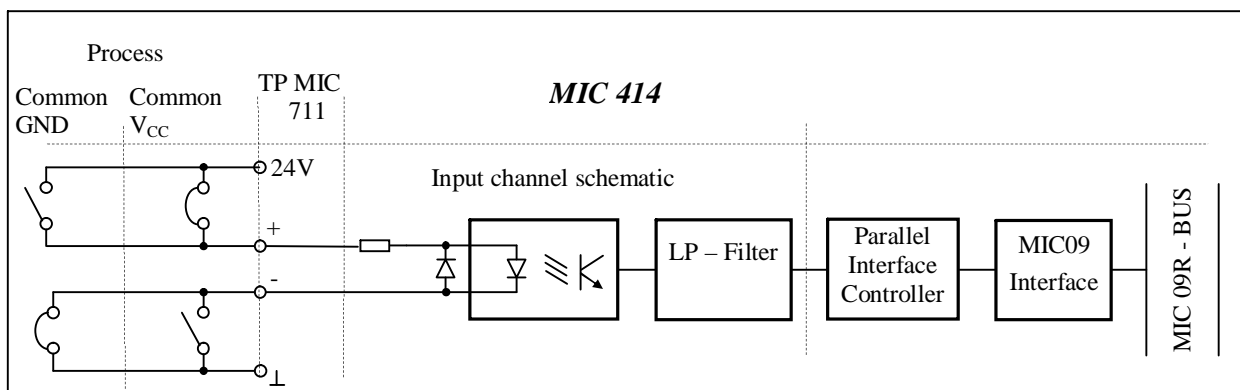 Process
Common
GND
Common
VCC
TP MIC
711
MIC 414
24V
Input channel schematic
+
-
LP – Filter
Parallel
Interface
Controller
MIC09
Interface
MIC 09R - BUS
⊥